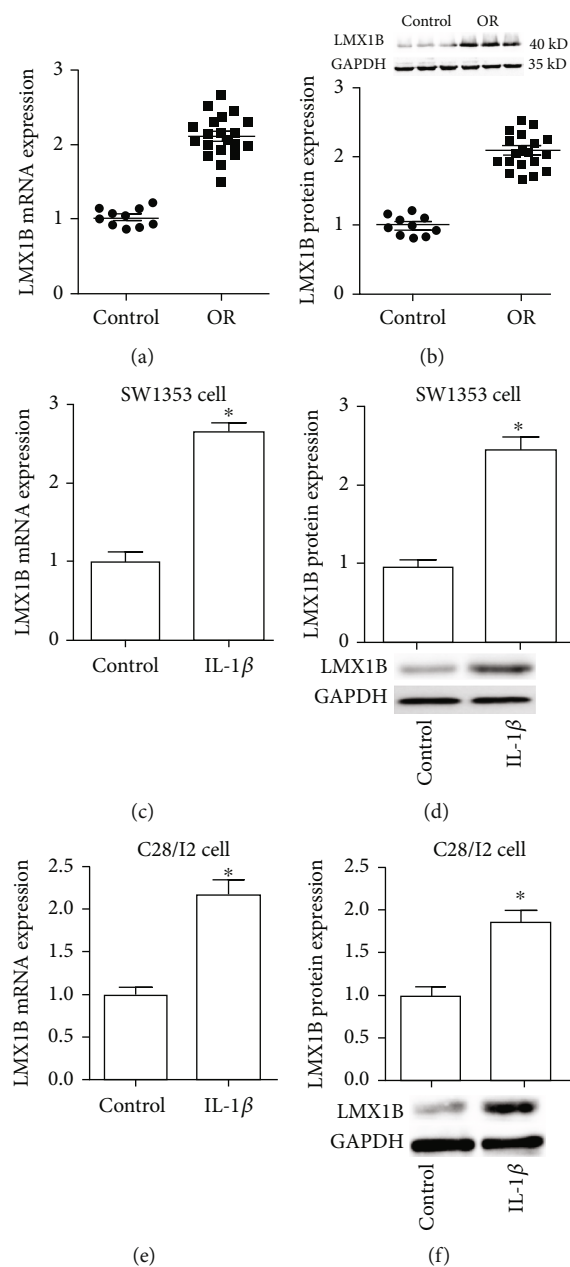 LMX1B mRNA expression
3
2
1
0
Control
OR
(a)
Control OR
LMX1B 40 kD
GAPDH 35 kD
LMX1B protein expression
3
2
1
0
Control
OR
(b)
SW1353 cell
LMX1B mRNA expression
3
2
1
0
*
Control
IL-1β
(c)
SW1353 cell
LMX1B protein expression
3
2
1
0
*
LMX1B
GAPDH
Control
IL-1β
(d)
C28/I2 cell
LMX1B mRNA expression
2.5
2.0
1.5
1.0
0.5
0.0
*
Control
IL-1β
(e)
C28/I2 cell
LMX1B protein expression
2.5
2.0
1.5
1.0
0.5
0.0
*
LMX1B
GAPDH
Control
IL-1β
(f)